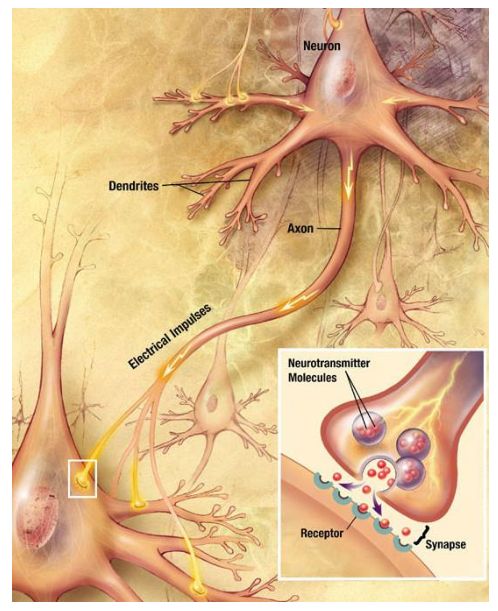 Neuron
Dendrites
Axon
Electrical Impulses
Neurotransmitter
Molecules
Receptor
Synapse